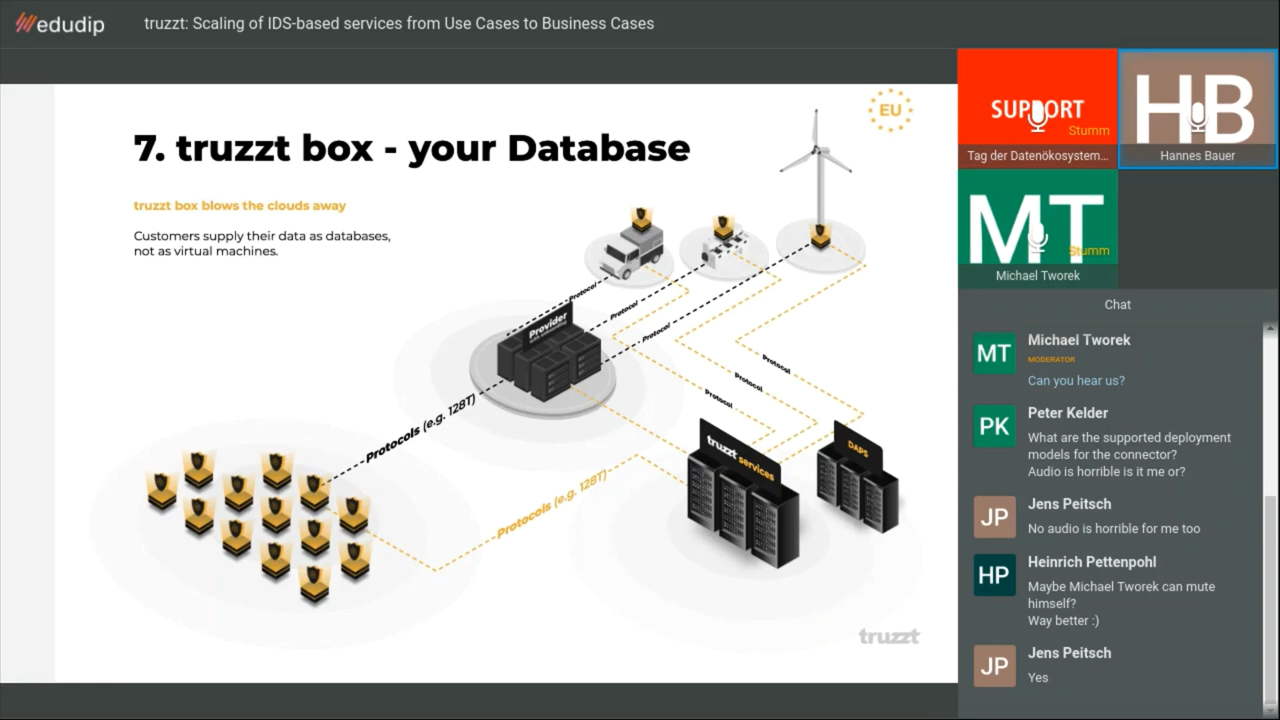 edudip
truzzt: Scaling of IDS-based services from Use Cases to Business Cases
EU
7. truzzt box - your Database
truzzt box blows the clouds away
Customers supply their data as databases,
not as virtual machines.
Protocol
Protocol
Protocol
Provider
Protocol
Protocol
Protocol
Protocols (e.g. 128T)
truzzt services
DAPS
Protocols (e.g. 128T)
truzzt
SUPPORT
Stumm
Tag der Datenökosystem...
HB
Hannes Bauer
MT
Stumm
Michael Tworek
Chat
MT
Michael Tworek
MODERATOR
Can you hear us?
PK
Peter Kelder
What are the supported deployment
models for the connector?
Audio is horrible is it me or?
JP
Jens Peitsch
No audio is horrible for me too
HP
Heinrich Pettenpohl
Maybe Michael Tworek can mute
himself?
Way better :)
JP
Jens Peitsch
Yes